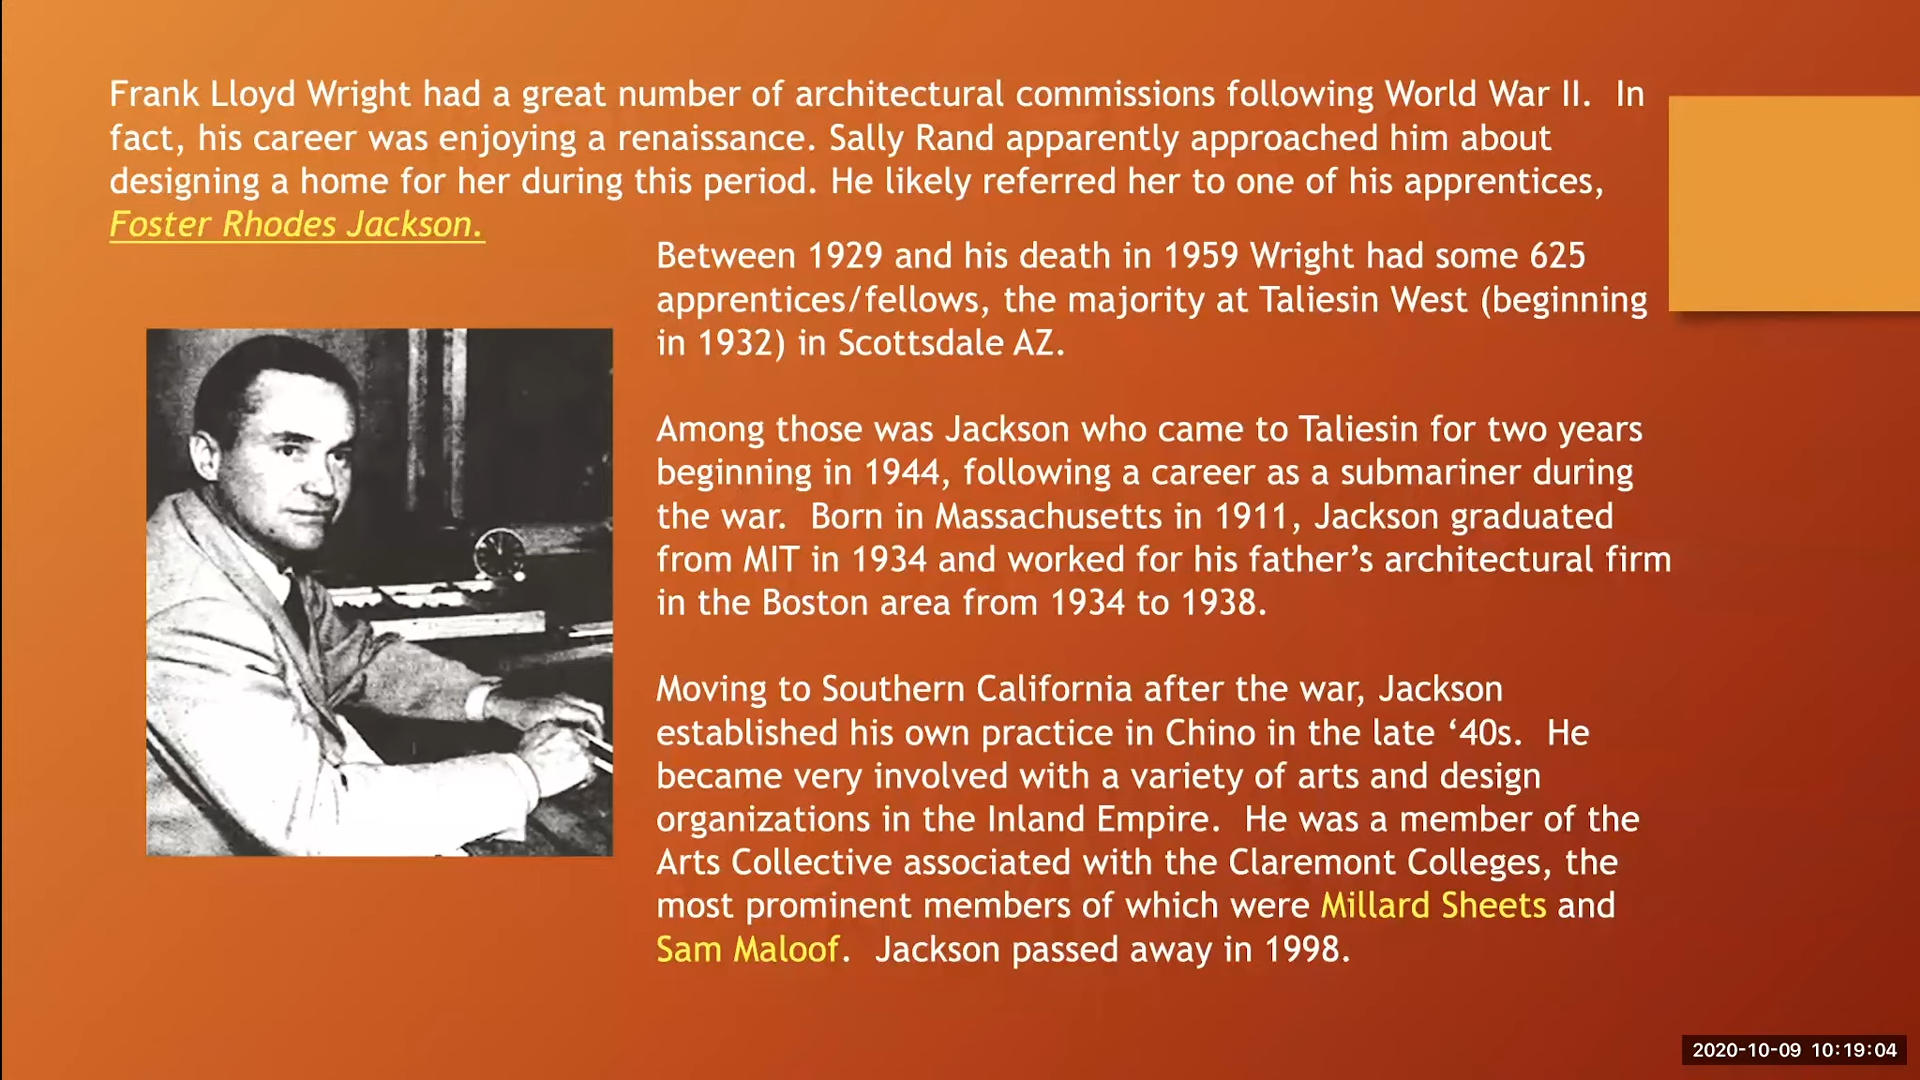 Frank Lloyd Wright had a great number of architectural commissions following World War II.  In
fact, his career was enjoying a renaissance. Sally Rand apparently approached him about
designing a home for her during this period. He likely referred her to one of his apprentices,
Foster Rhodes Jackson.
Between 1929 and his death in 1959 Wright had some 625
apprentices/fellows, the majority at Taliesin West (beginning
in 1932) in Scottsdale AZ.
Among those was Jackson who came to Taliesin for two years
beginning in 1944, following a career as a submariner during
the war.  Born in Massachusetts in 1911, Jackson graduated
from MIT in 1934 and worked for his father’s architectural firm
in the Boston area from 1934 to 1938.
Moving to Southern California after the war, Jackson
established his own practice in Chino in the late ‘40s.  He
became very involved with a variety of arts and design
organizations in the Inland Empire.  He was a member of the
Arts Collective associated with the Claremont Colleges, the
most prominent members of which were Millard Sheets and
Sam Maloof.  Jackson passed away in 1998.
2020-10-09 10:19:04